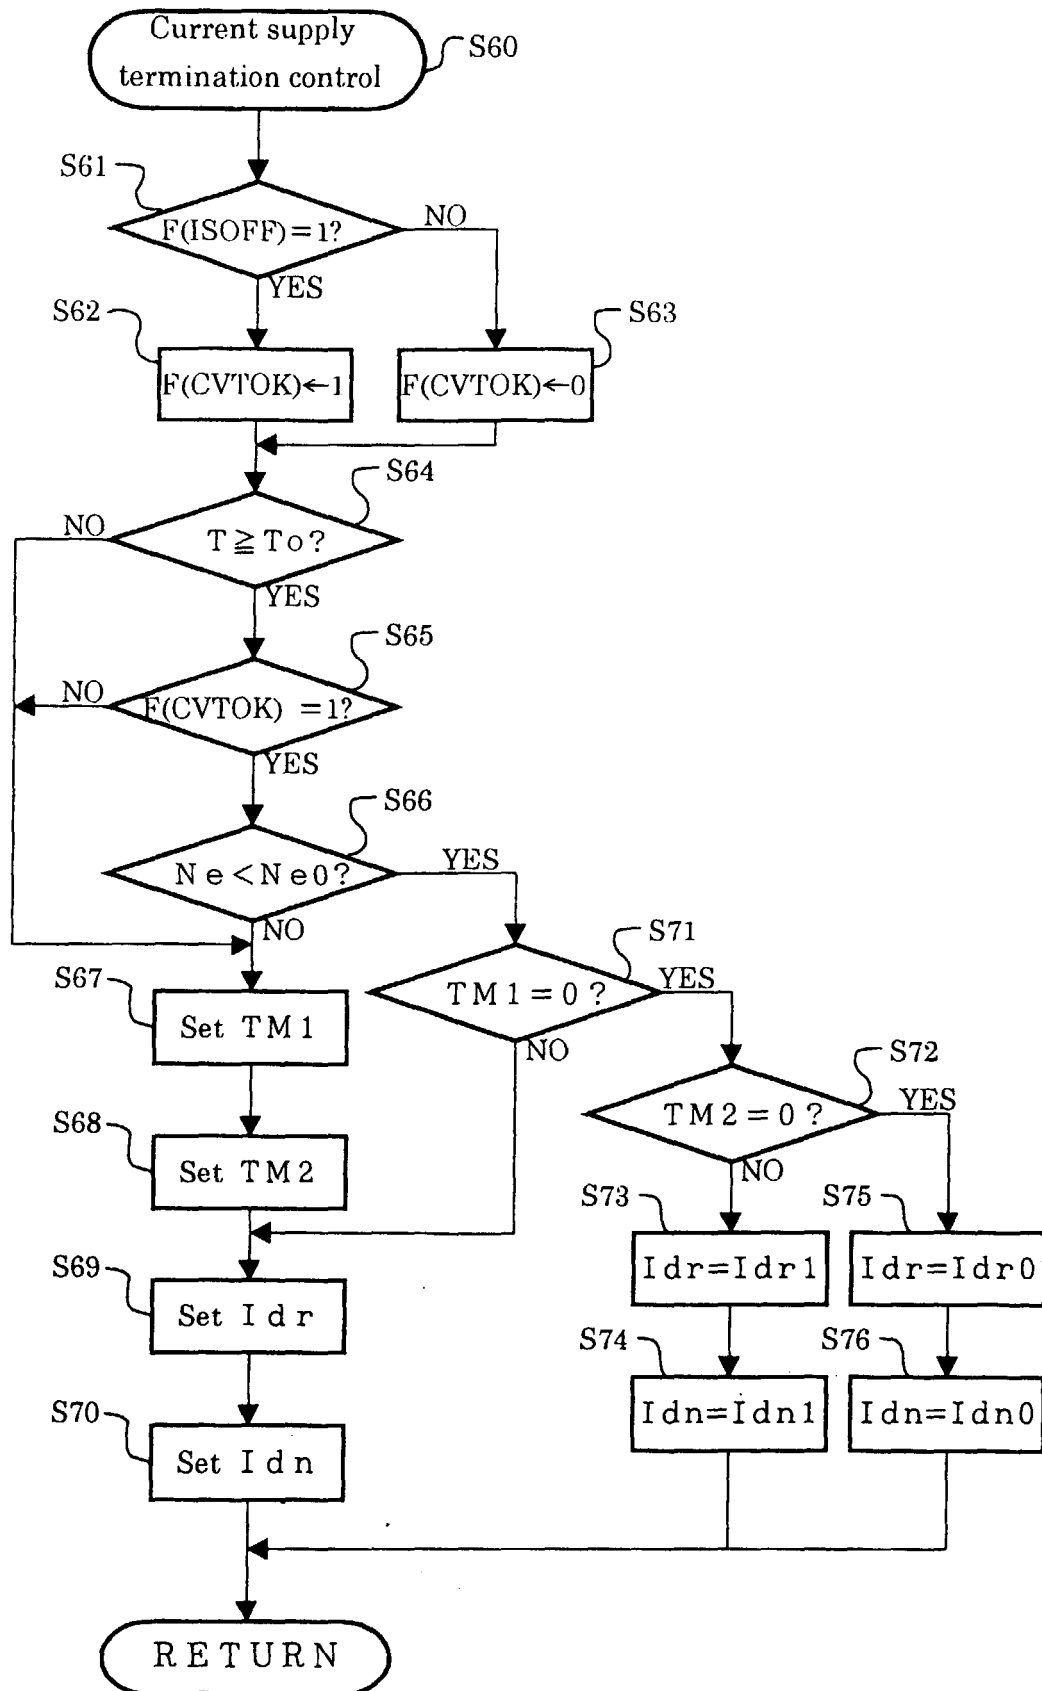 Current supply
termination control
S60
S61
F(ISOFF)=1?
NO
YES
S62
F(CVTOK)←1
S63
F(CVTOK)←0
S64
T≧To?
NO
YES
S65
F(CVTOK) =1?
NO
YES
S66
Ne<Ne0?
YES
NO
S67
Set TM1
S71
TM1=0?
YES
NO
S72
TM2=0?
YES
NO
S68
Set TM2
S73
Idr=Idr1
S75
Idr=Idr0
S69
Set Idr
S74
Idn=Idn1
S76
Idn=Idn0
S70
Set Idn
RETURN